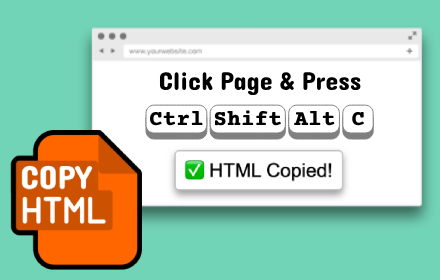 www.yourwebsite.com
Click Page & Press
Ctrl Shift Alt C
✅ HTML Copied!
COPY
HTML